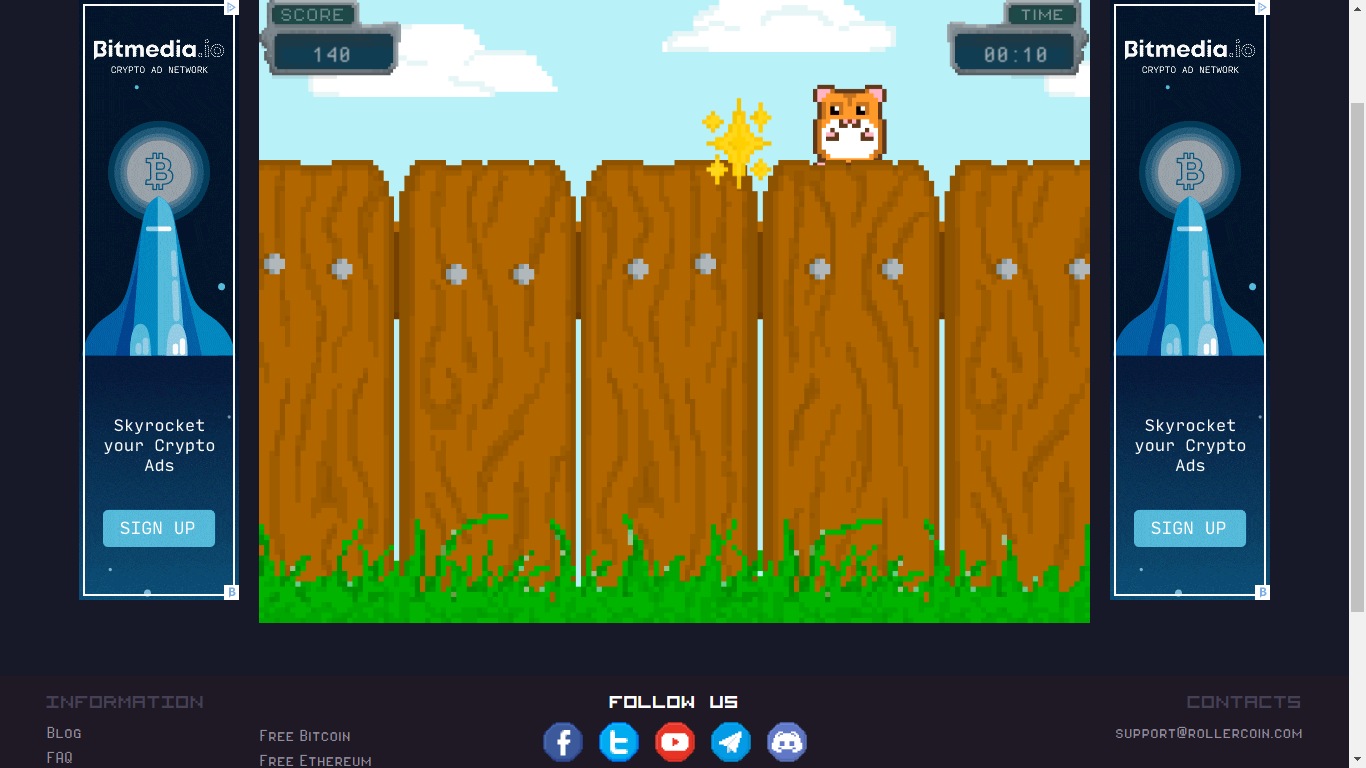 SCORE
140
TIME
00:10
Bitmedia.io
CRYPTO AD NETWORK
Skyrocket
your Crypto
Ads
SIGN UP
Bitmedia.io
CRYPTO AD NETWORK
Skyrocket
your Crypto
Ads
SIGN UP
INFORMATION
Blog
FAQ
Free Bitcoin
Free Ethereum
FOLLOW US
CONTACTS
SUPPORT@ROLLERCOIN.COM